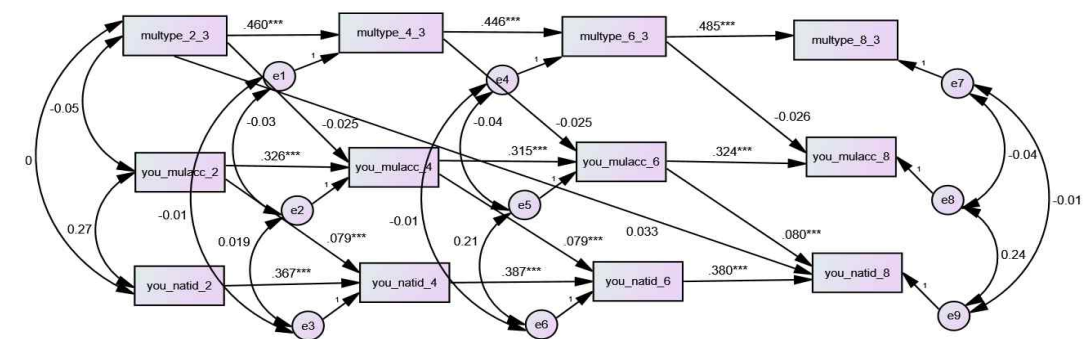 multype_2_3 .460*** multype_4_3 .446*** multype_6_3 .485*** multype_8_3
1 1 1
e1 e4 e7
-0.05 -0.03 -0.025 -0.04 -0.025 -0.026 -0.04
0 you_mulacc_2 .326*** you_mulacc_4 .315*** you_mulacc_6 .324*** you_mulacc_8
1 1 1
e2 e5 e8
-0.01 -0.01 -0.01
0.27 0.019 .079*** 0.21 .079*** 0.033 .080*** 0.24
you_natid_2 .367*** you_natid_4 .387*** you_natid_6 .380*** you_natid_8
1 1 1
e3 e6 e9